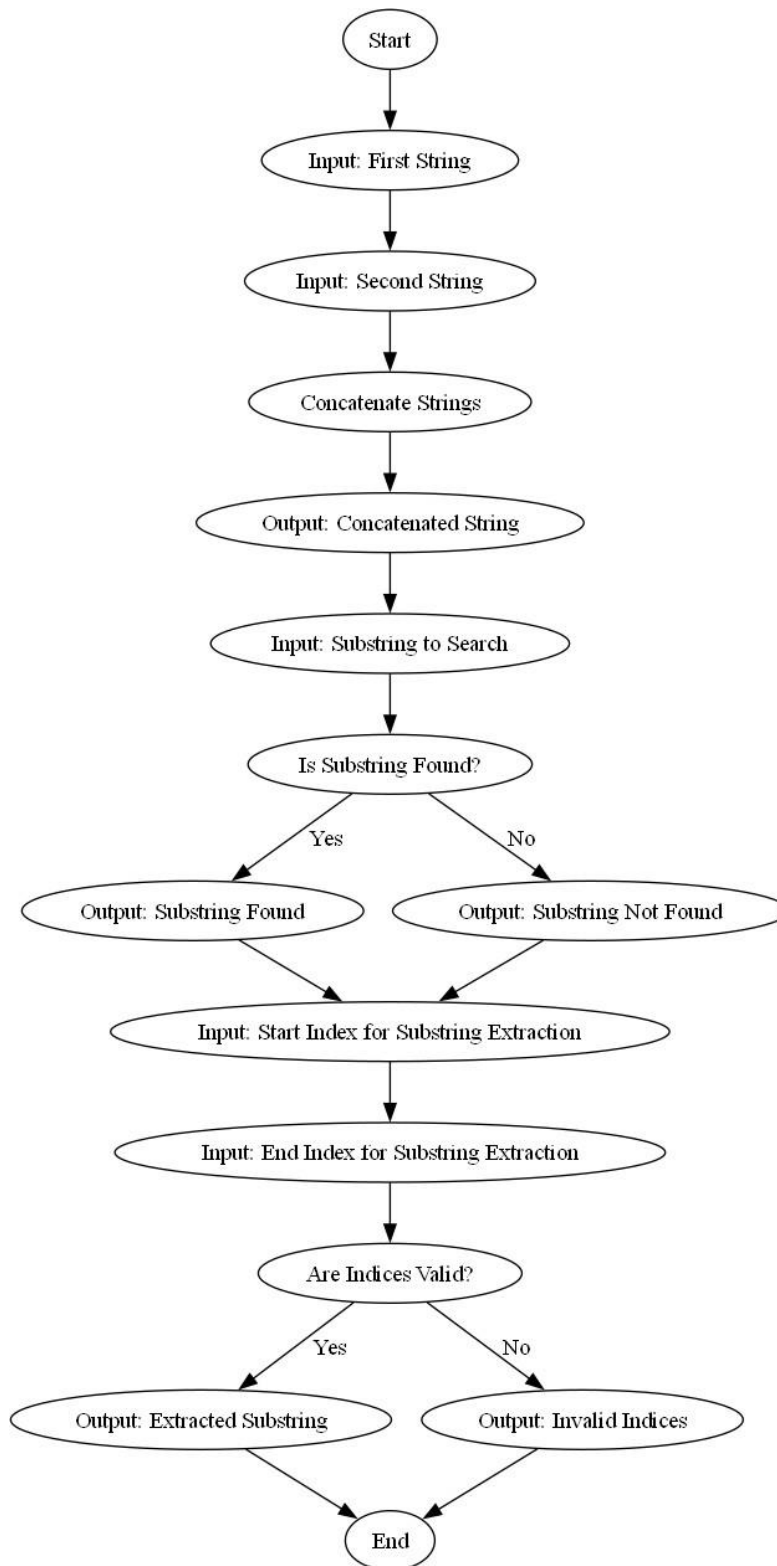 Start
Input: First String
Input: Second String
Concatenate Strings
Output: Concatenated String
Input: Substring to Search
Is Substring Found?
Yes
No
Output: Substring Found
Output: Substring Not Found
Input: Start Index for Substring Extraction
Input: End Index for Substring Extraction
Are Indices Valid?
Yes
No
Output: Extracted Substring
Output: Invalid Indices
End